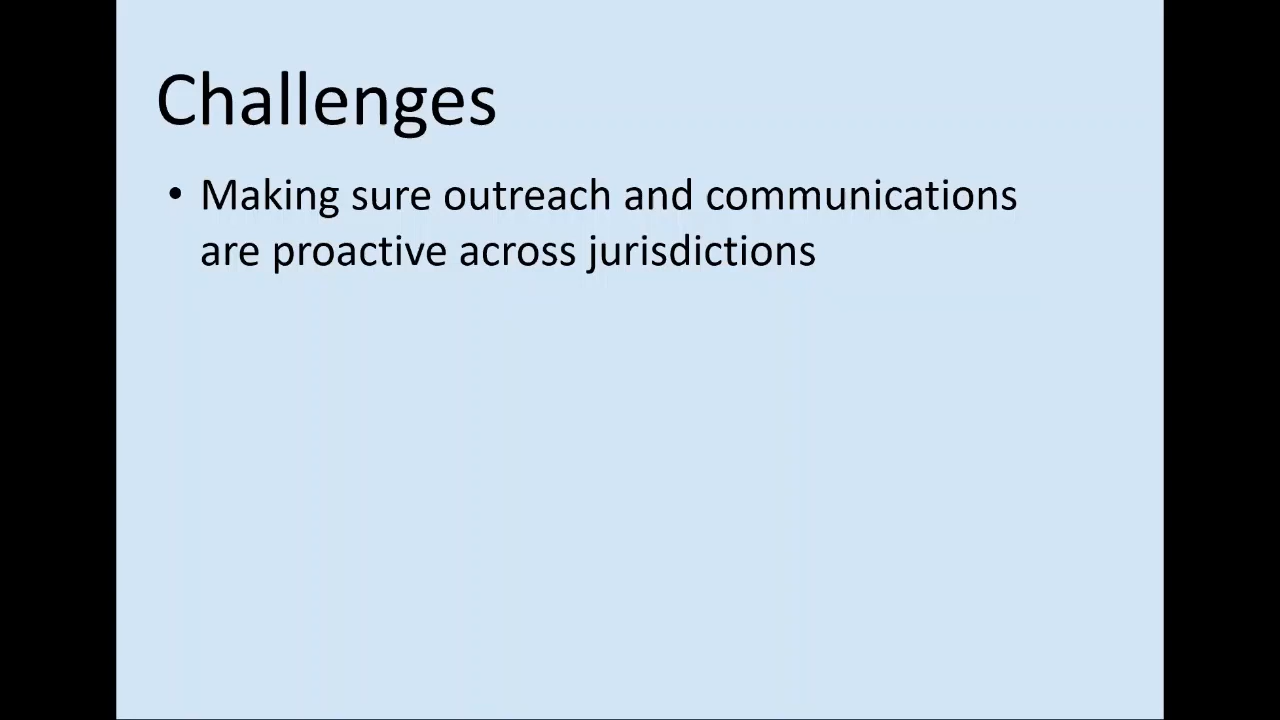 Challenges
• Making sure outreach and communications
are proactive across jurisdictions